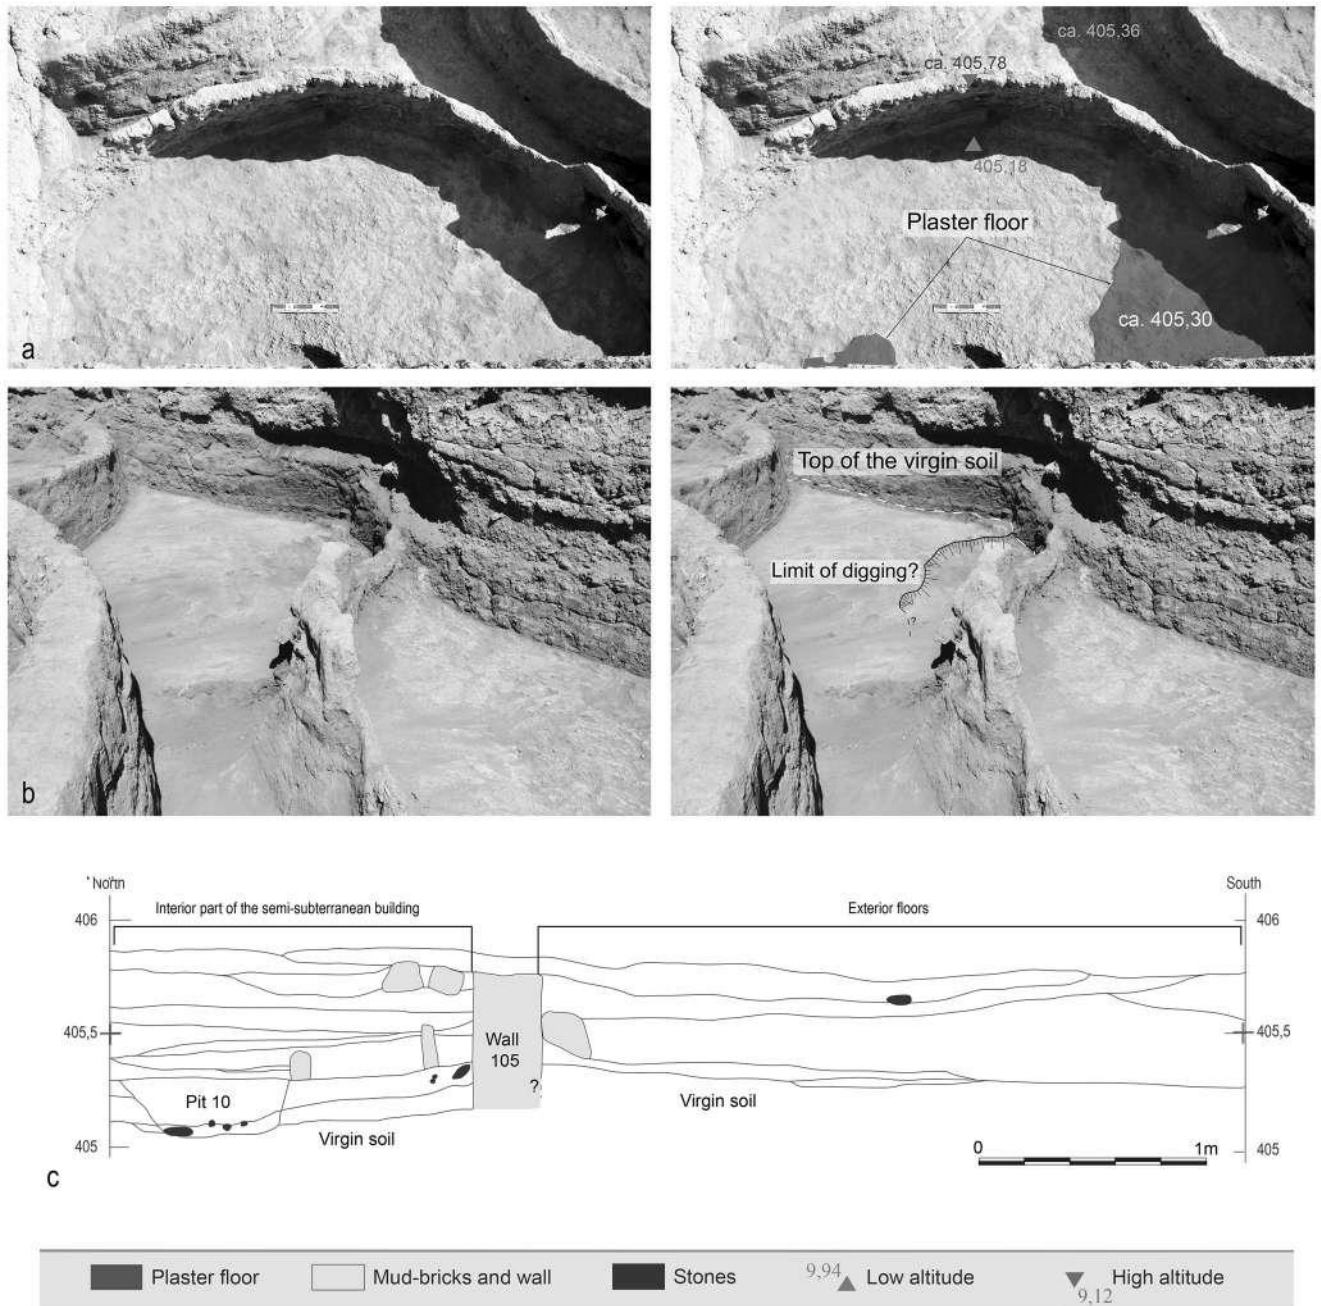 ca. 405,36
ca. 405,78
405,18
Plaster floor
ca. 405,30
a
Top of the virgin soil
Limit of digging?
?
b
North
South
406
Interior part of the semi-subterranean building
Exterior floors
406
405,5
405,5
Wall
105
?
Pit 10
Virgin soil
Virgin soil
405
0
1m
405
c
Plaster floor
Mud-bricks and wall
Stones
9,94
Low altitude
9,12
High altitude